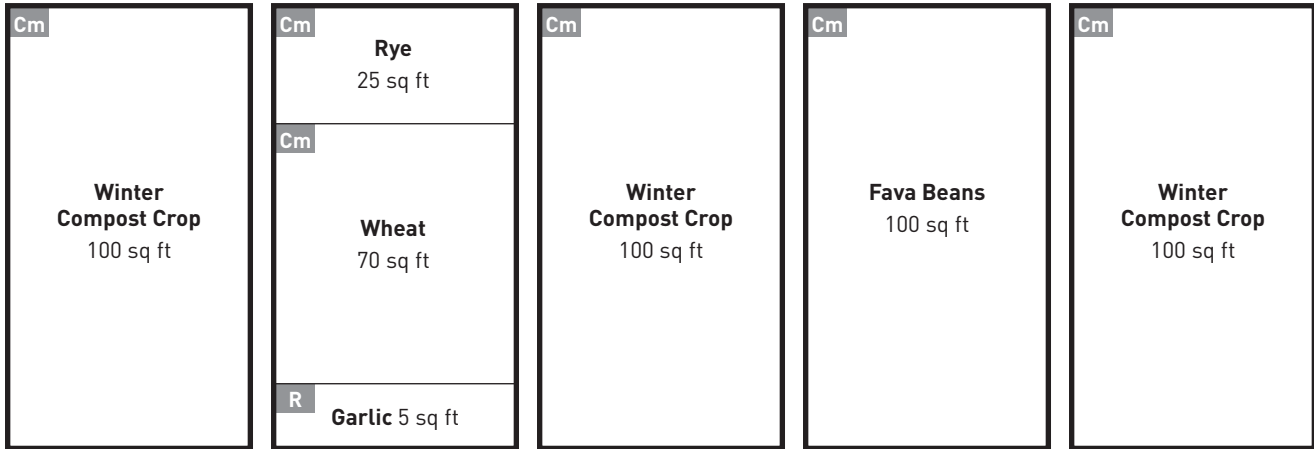 Cm
Winter
Compost Crop
100 sq ft
Cm
Rye
25 sq ft
Cm
Wheat
70 sq ft
R
Garlic 5 sq ft
Cm
Winter
Compost Crop
100 sq ft
Cm
Fava Beans
100 sq ft
Cm
Winter
Compost Crop
100 sq ft